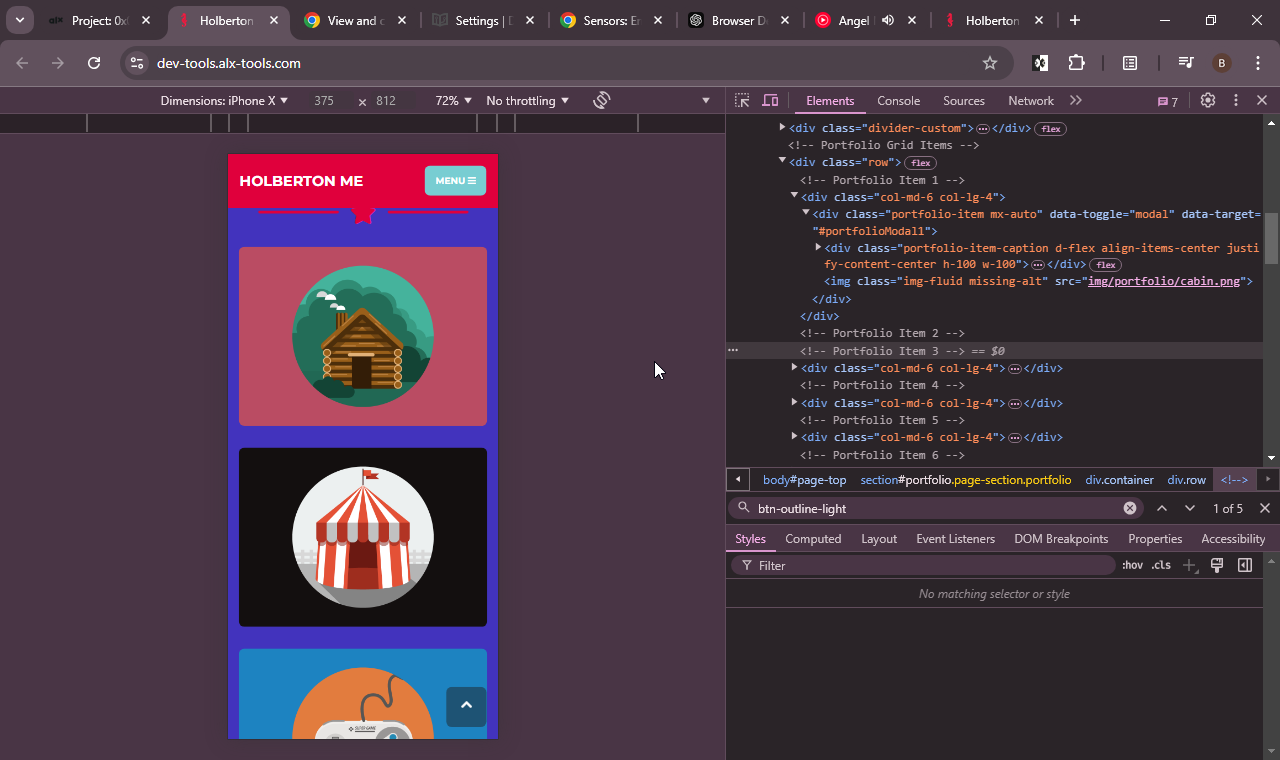 Project: 0x
Holberton
View and c
Settings | D
Sensors: Em
Browser De
Angel
Holberton
dev-tools.alx-tools.com
B
Dimensions: iPhone X 375 × 812 72% No throttling
Elements Console Sources Network 7
HOLBERTON ME
MENU
SUPER GAME
<div class="divider-custom"> ⋯ </div> flex
<!-- Portfolio Grid Items -->
<div class="row"> flex
<!-- Portfolio Item 1 -->
<div class="col-md-6 col-lg-4">
<div class="portfolio-item mx-auto" data-toggle="modal" data-target=
"#portfolioModal1">
<div class="portfolio-item-caption d-flex align-items-center justi
fy-content-center h-100 w-100"> ⋯ </div> flex
<img class="img-fluid missing-alt" src="img/portfolio/cabin.png">
</div>
</div>
<!-- Portfolio Item 2 -->
<!-- Portfolio Item 3 --> == $0
<div class="col-md-6 col-lg-4"> ⋯ </div>
<!-- Portfolio Item 4 -->
<div class="col-md-6 col-lg-4"> ⋯ </div>
<!-- Portfolio Item 5 -->
<div class="col-md-6 col-lg-4"> ⋯ </div>
<!-- Portfolio Item 6 -->
body#page-top section#portfolio.page-section.portfolio div.container div.row <!-->
btn-outline-light 1 of 5
Styles Computed Layout Event Listeners DOM Breakpoints Properties Accessibility
Filter :hov .cls
No matching selector or style